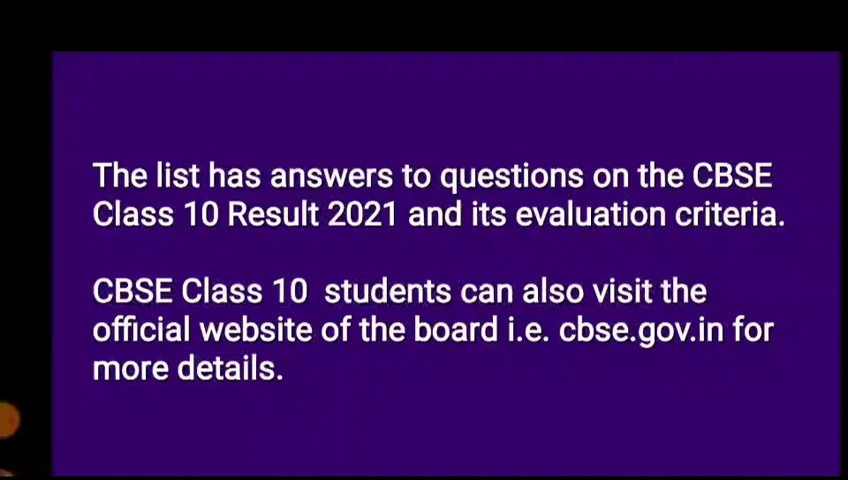 The list has answers to questions on the CBSE
Class 10 Result 2021 and its evaluation criteria.
CBSE Class 10  students can also visit the
official website of the board i.e. cbse.gov.in for
more details.